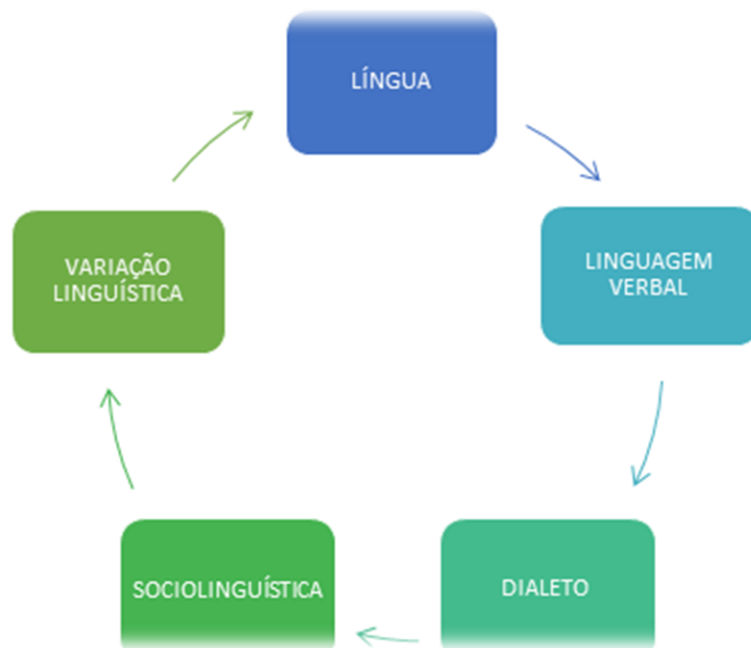 LÍNGUA
LINGUAGEM
VERBAL
DIALETO
SOCIOLINGUÍSTICA
VARIAÇÃO
LINGUÍSTICA